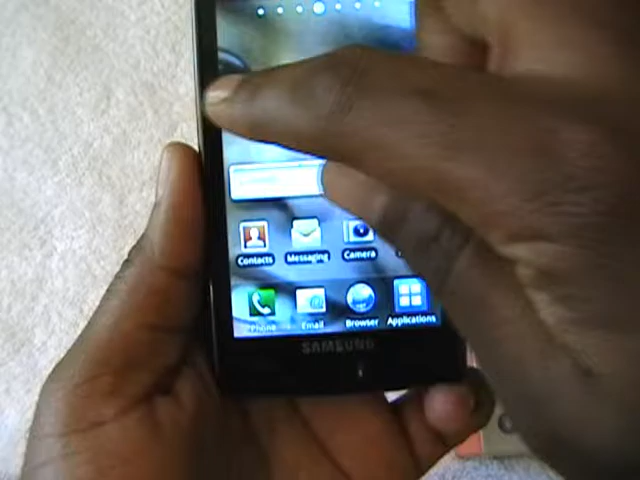 Contacts Messaging Camera
Phone Email Browser Applications
SAMSUNG